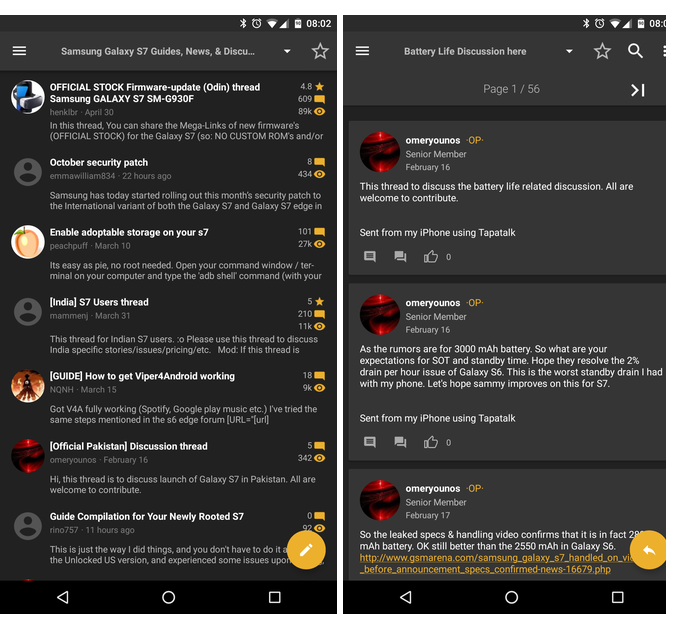 08:02
Samsung Galaxy S7 Guides, News, & Discu...
OFFICIAL STOCK Firmware-update (Odin) thread
Samsung GALAXY S7 SM-G930F
4.8
609
89k
henklbr · April 30
In this thread, You can share the Mega-Links of new firmware's
(OFFICIAL STOCK) for the Galaxy S7 (so: NO CUSTOM ROM's and/or
October security patch
8
emmawilliam834 · 22 hours ago
434
Samsung has today started rolling out this month's security patch to
the International variant of both the Galaxy S7 and Galaxy S7 edge in
Enable adoptable storage on your s7
101
peachpuff · March 10
27k
Its easy as pie, no root needed. Open your command window / ter-
minal on your computer and type the 'adb shell' command (with your
[India] S7 Users thread
5
mammenj · March 31
210
11k
This thread for Indian S7 users. :o Please use this thread to discuss
India specific stories/issues/pricing/etc. Mod: If this thread is
[GUIDE] How to get Viper4Android working
18
NQNH · March 15
9k
Got V4A fully working (Spotify, Google play music etc.) I've tried the
same steps mentioned in the s6 edge forum [URL="[url]
[Official Pakistan] Discussion thread
5
omeryounos · February 16
342
Hi, this thread is to discuss launch of Galaxy S7 in Pakistan. All are
welcome to contribute.
Guide Compilation for Your Newly Rooted S7
0
rino757 · 11 hours ago
92
This is just the way I did things, and you don't have to do it a
the Unlocked US version, and experienced some issues upon
08:0
Battery Life Discussion here
Page 1 / 56
omeryounos ·OP·
Senior Member
February 16
This thread to discuss the battery life related discussion. All are
welcome to contribute.
Sent from my iPhone using Tapatalk
0
omeryounos ·OP·
Senior Member
February 16
As the rumors are for 3000 mAh battery. So what are your
expectations for SOT and standby time. Hope they resolve the 2%
drain per hour issue of Galaxy S6. This is the worst standby drain I had
with my phone. Let's hope sammy improves on this for S7.
Sent from my iPhone using Tapatalk
0
omeryounos ·OP·
Senior Member
February 17
So the leaked specs & handling video confirms that it is in fact
mAh battery. OK still better than the 2550 mAh in Galaxy S6.
http://www.gsmarena.com/samsung_galaxy_s7_handled_on_vi
_before_announcement_specs_confirmed-news-16679.php